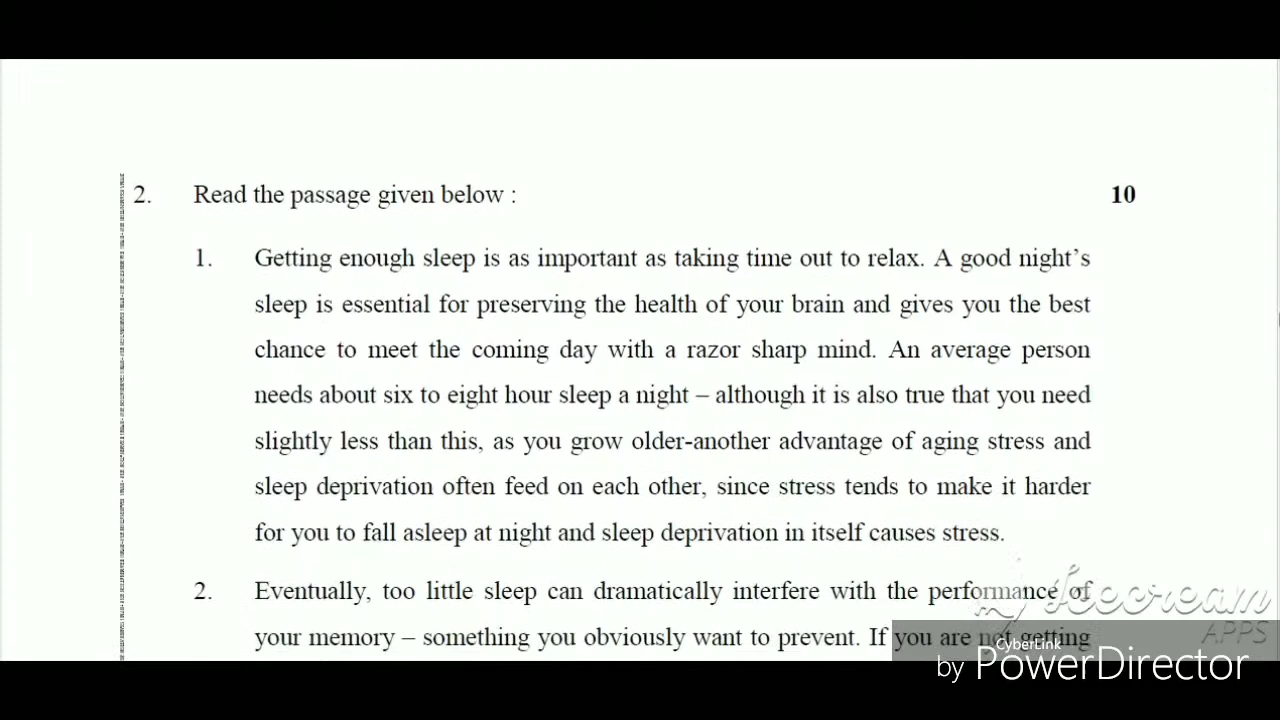 2. Read the passage given below : 10
1. Getting enough sleep is as important as taking time out to relax. A good night's
sleep is essential for preserving the health of your brain and gives you the best
chance to meet the coming day with a razor sharp mind. An average person
needs about six to eight hour sleep a night – although it is also true that you need
slightly less than this, as you grow older-another advantage of aging stress and
sleep deprivation often feed on each other, since stress tends to make it harder
for you to fall asleep at night and sleep deprivation in itself causes stress.
2. Eventually, too little sleep can dramatically interfere with the performance of
your memory – something you obviously want to prevent. If you are not getting
Icecream
APPS
CyberLink
by PowerDirector